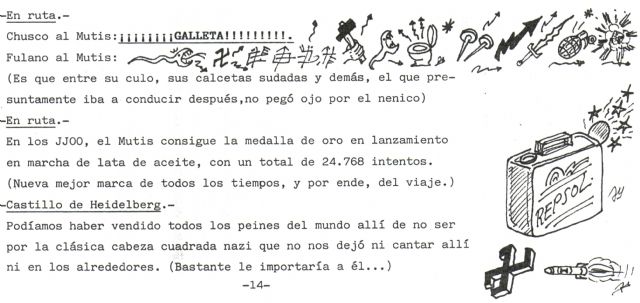 -En ruta.-
Chusco al Mutis:¡¡¡¡¡¡¡¡GALLETA!!!!!!!!!.
Fulano al Mutis:
(Es que entre su culo, sus calcetas sudadas y demás, el que pre-
suntamente iba a conducir después,no pegó ojo por el nenico)
-En ruta.-
En los JJOO, el Mutis consigue la medalla de oro en lanzamiento
en marcha de lata de aceite, con un total de 24.768 intentos.
(Nueva mejor marca de todos los tiempos, y por ende, del viaje.)
-Castillo de Heidelberg.-
Podíamos haber vendido todos los peines del mundo allí de no ser
por la clásica cabeza cuadrada nazi que no nos dejó ni cantar allí
ni en los alrededores. (Bastante le importaría a él...)
-14-
REPSOL